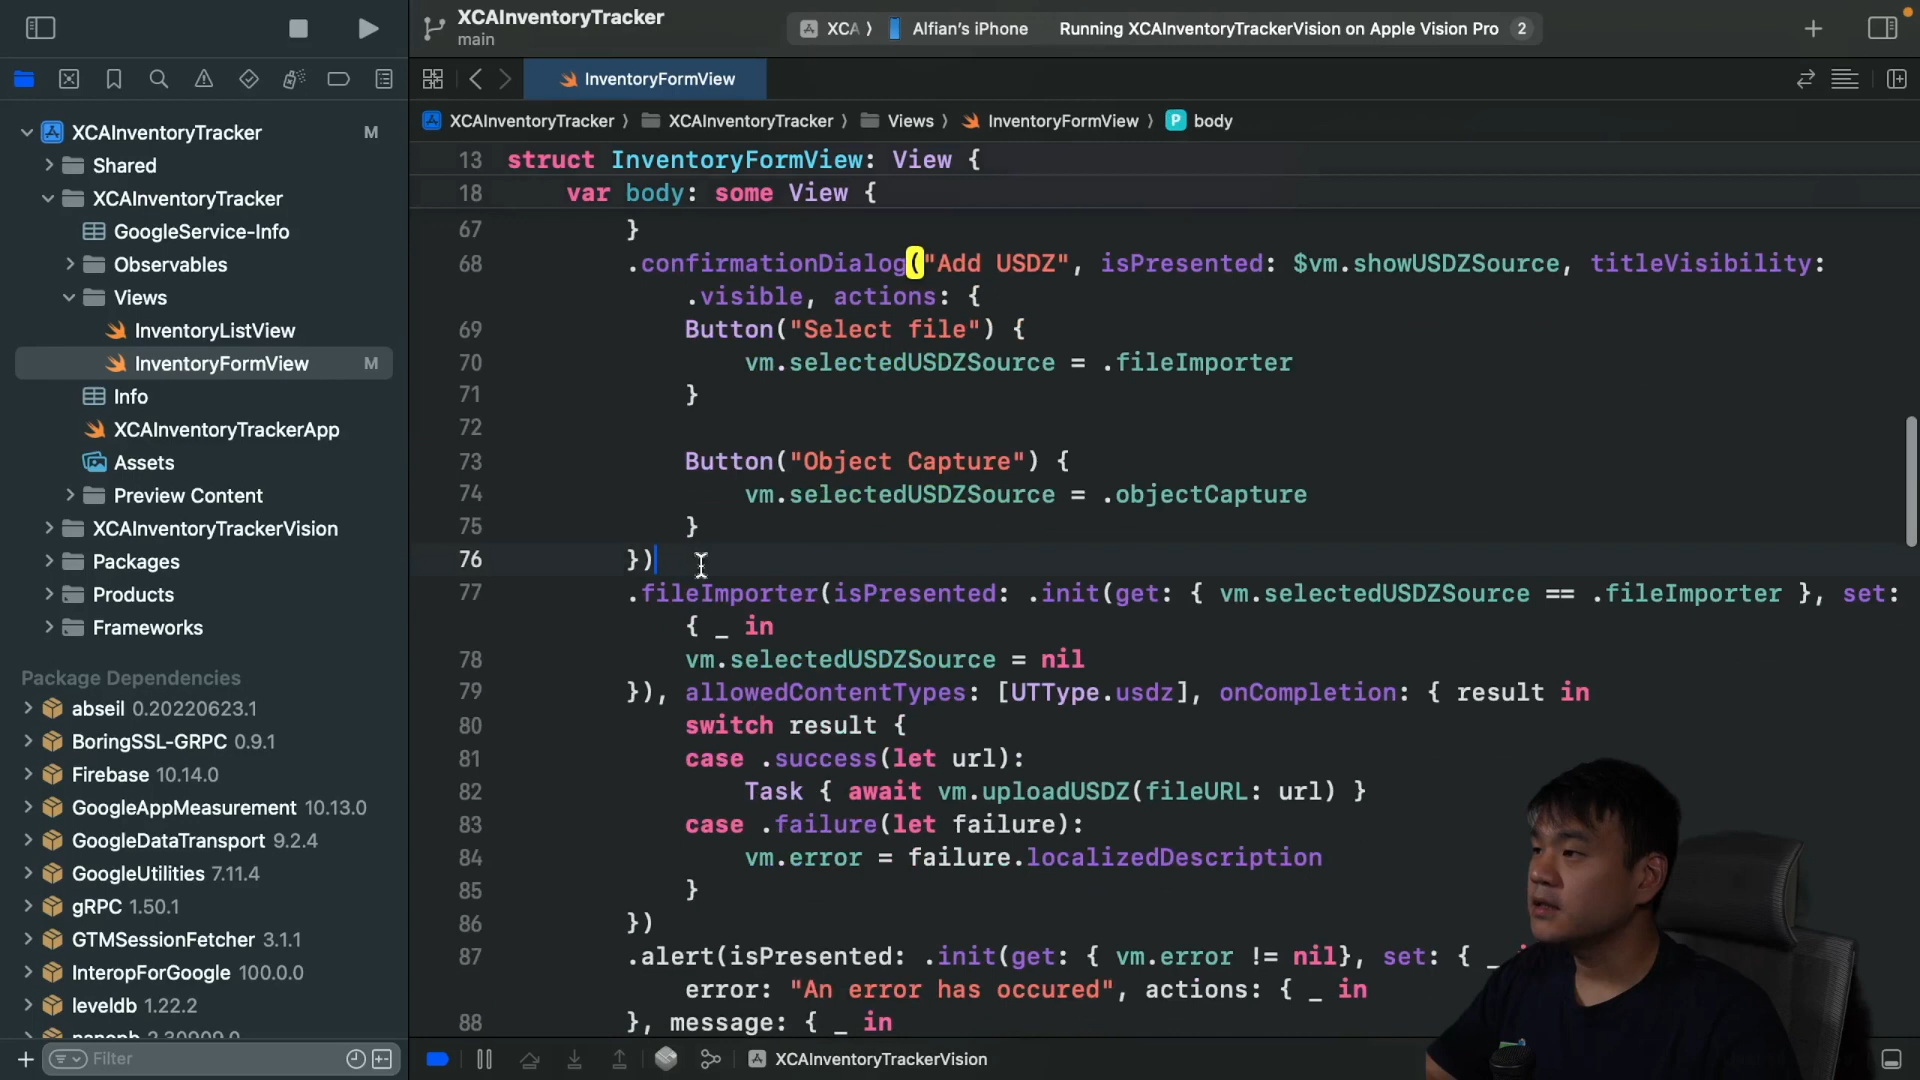 XCAInventoryTracker
main
XCA
Alfian's iPhone
Running XCAInventoryTrackerVision on Apple Vision Pro
2
InventoryFormView
XCAInventoryTracker
XCAInventoryTracker
Views
InventoryFormView
P
body
XCAInventoryTracker
M
Shared
XCAInventoryTracker
GoogleService-Info
Observables
Views
InventoryListView
InventoryFormView
M
Info
XCAInventoryTrackerApp
Assets
Preview Content
XCAInventoryTrackerVision
Packages
Products
Frameworks
Package Dependencies
abseil 0.20220623.1
BoringSSL-GRPC 0.9.1
Firebase 10.14.0
GoogleAppMeasurement 10.13.0
GoogleDataTransport 9.2.4
GoogleUtilities 7.11.4
gRPC 1.50.1
GTMSessionFetcher 3.1.1
InteropForGoogle 100.0.0
leveldb 1.22.2
Filter
13 struct InventoryFormView: View {
18 var body: some View {
67 }
68 .confirmationDialog("Add USDZ", isPresented: $vm.showUSDZSource, titleVisibility:
.visible, actions: {
69 Button("Select file") {
70 vm.selectedUSDZSource = .fileImporter
71 }
72
73 Button("Object Capture") {
74 vm.selectedUSDZSource = .objectCapture
75 }
76 })
77 .fileImporter(isPresented: .init(get: { vm.selectedUSDZSource == .fileImporter }, set:
{ _ in
78 vm.selectedUSDZSource = nil
79 }), allowedContentTypes: [UTType.usdz], onCompletion: { result in
80 switch result {
81 case .success(let url):
82 Task { await vm.uploadUSDZ(fileURL: url) }
83 case .failure(let failure):
84 vm.error = failure.localizedDescription
85 }
86 })
87 .alert(isPresented: .init(get: { vm.error != nil}, set: { _
error: "An error has occured", actions: { _ in
88 }, message: { _ in
XCAInventoryTrackerVision